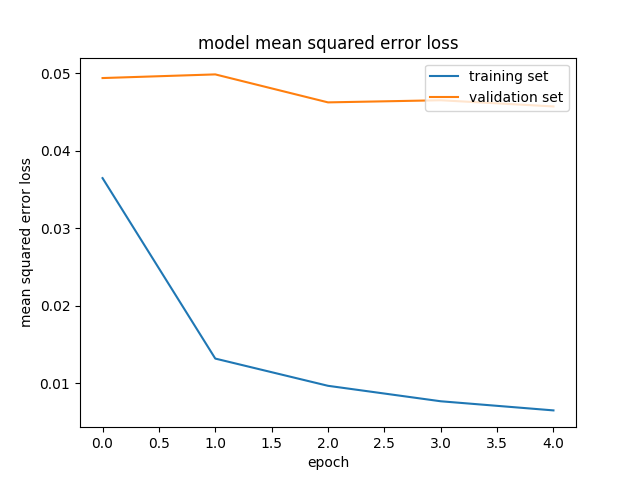 model mean squared error loss
training set
validation set
0.05
0.04
0.03
0.02
0.01
mean squared error loss
0.0 0.5 1.0 1.5 2.0 2.5 3.0 3.5 4.0
epoch